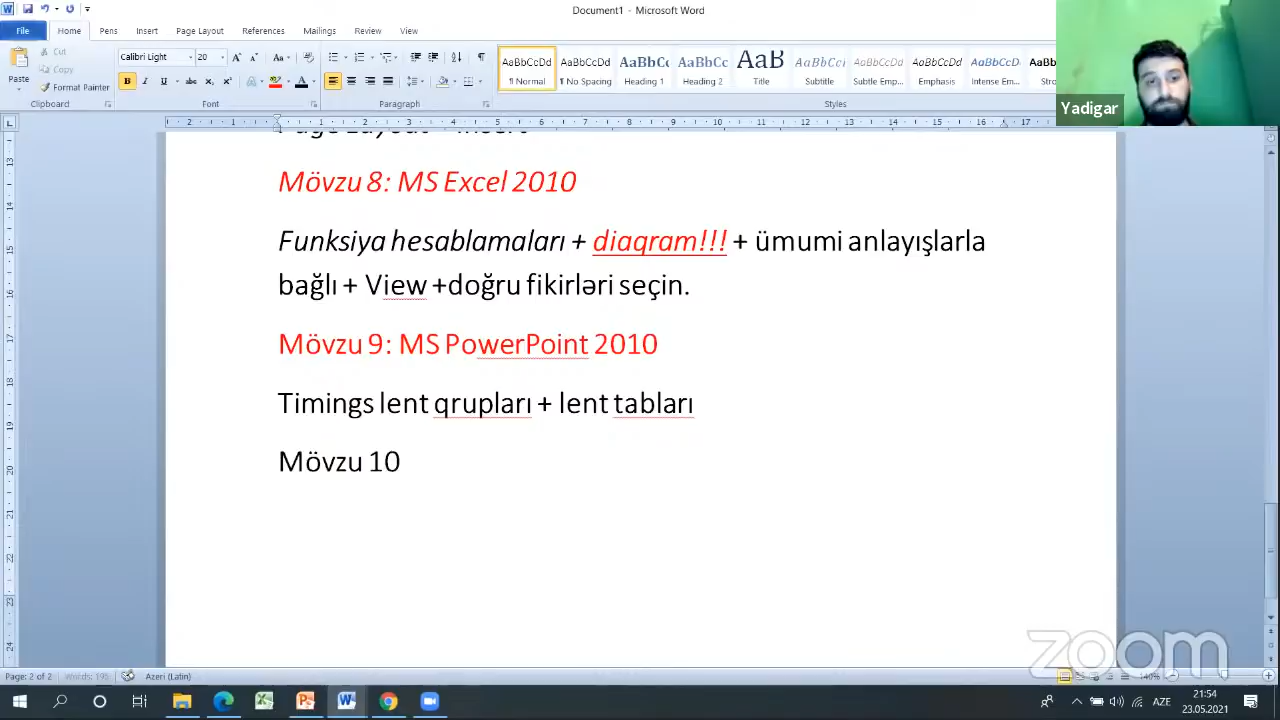 Document1 - Microsoft Word
File Home Pens Insert Page Layout References Mailings Review View
Cut
Copy
Format Painter
Paste
Clipboard
Calibri Light 20
Font
Paragraph
AaBbCcDd AaBbCcDd AaBbCc AaBbCc AaB AaBbCcI AaBbCcDd AaBbCcDd AaBbCcDd
¶ Normal ¶ No Spacing Heading 1 Heading 2 Title Subtitle Subtle Emp... Emphasis Intense Em...
Styles
Yadigar
Mövzu 8: MS Excel 2010
Funksiya hesablamaları + diaqram!!! + ümumi anlayışlarla
bağlı + View +doğru fikirləri seçin.
Mövzu 9: MS PowerPoint 2010
Timings lent qrupları + lent tabları
Mövzu 10
zoom
Page: 2 of 2 Words: 195 Azeri (Latin) 140%
AZE 21:54
23.05.2021